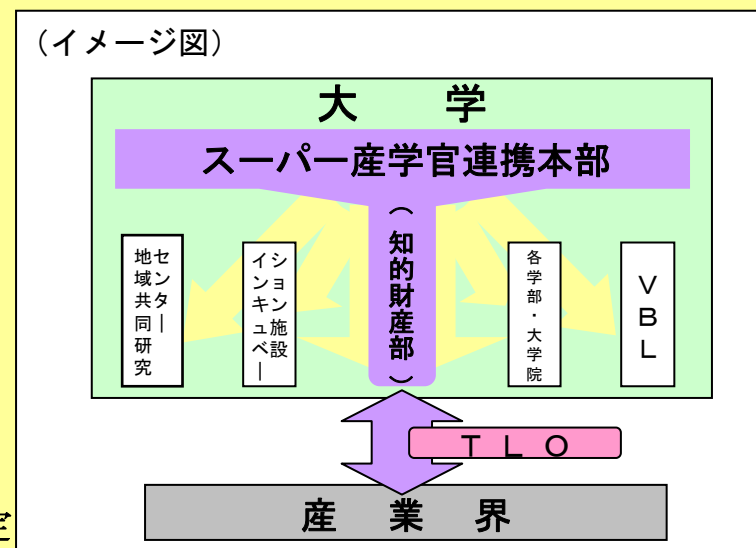 （イメージ図）
大　学
スーパー産学官連携本部
（知的財産部）
地域共同研究
センター
インキュベー
ション施設
各学部・大学院
ＶＢＬ
ＴＬＯ
産　業　界